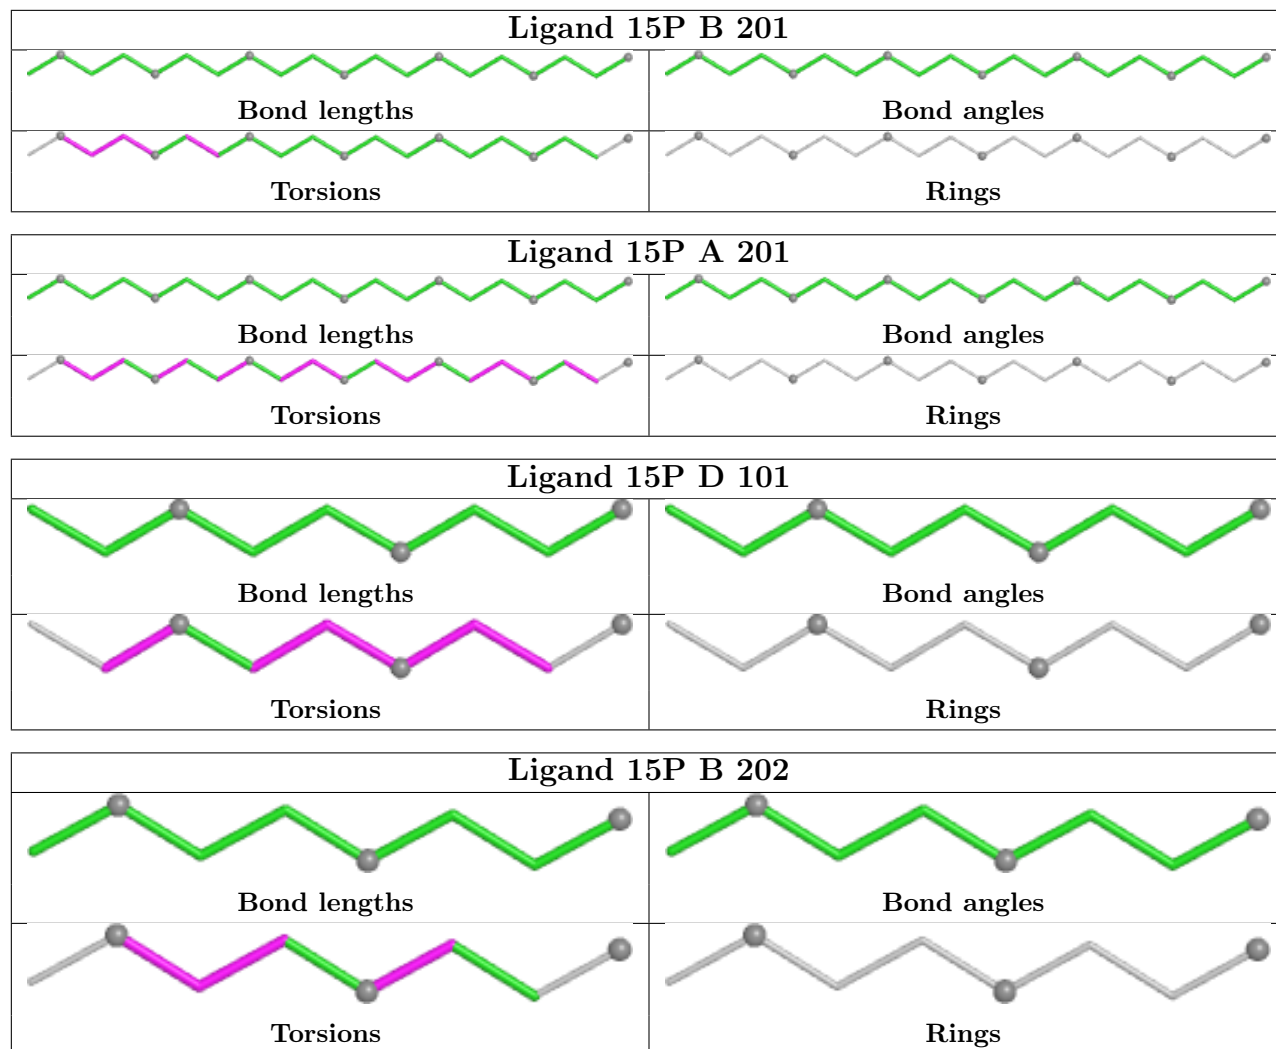 Ligand 15P B 201
Bond lengths Bond angles
Torsions Rings
Ligand 15P A 201
Bond lengths Bond angles
Torsions Rings
Ligand 15P D 101
Bond lengths Bond angles
Torsions Rings
Ligand 15P B 202
Bond lengths Bond angles
Torsions Rings